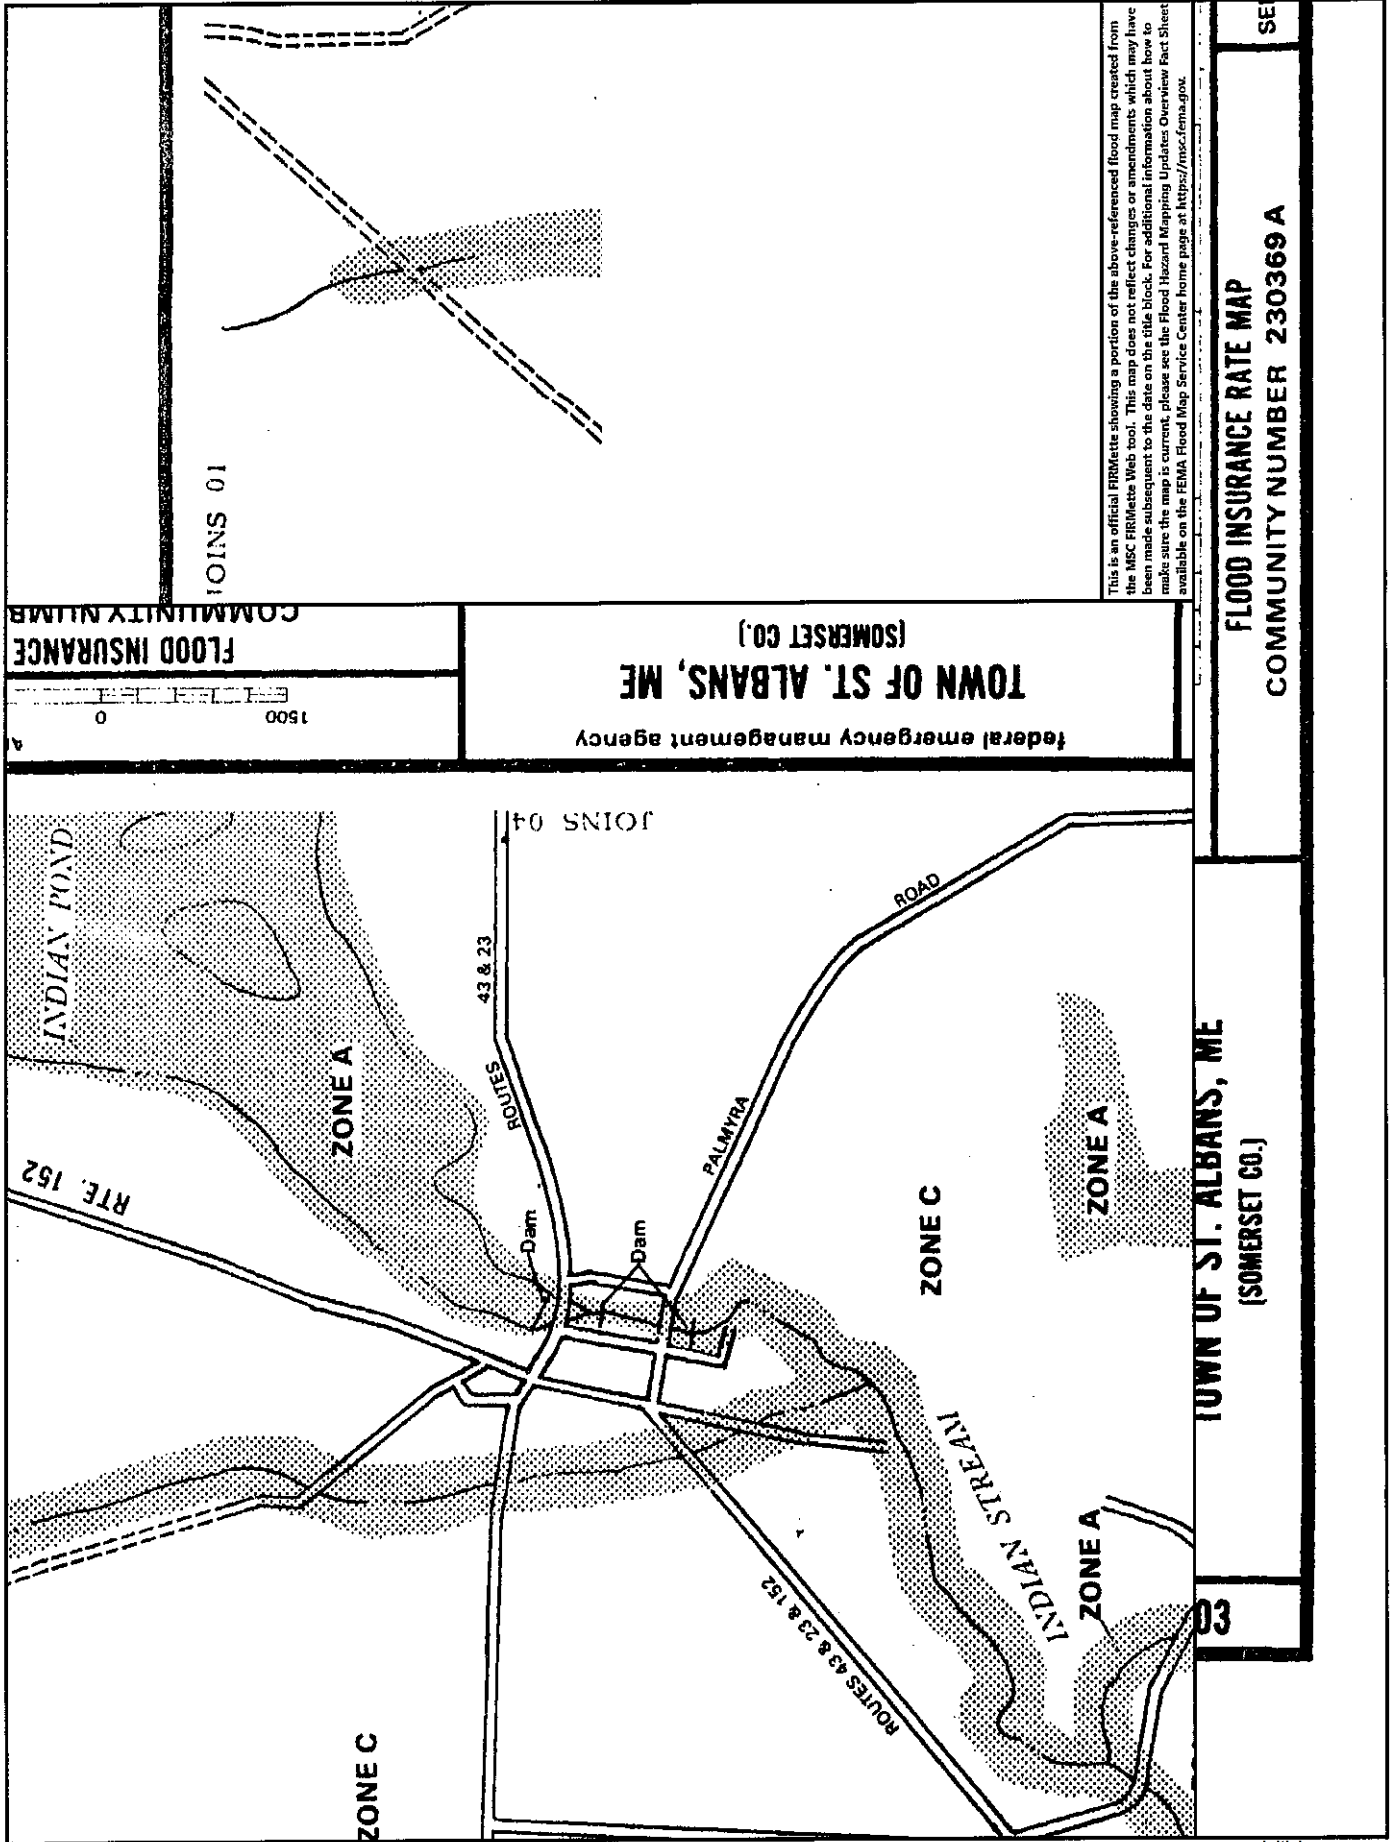 This is an official FIRMette showing a portion of the above-referenced flood map created from
the MSC FIRMette Web tool. This map does not reflect changes or amendments which may have
been made subsequent to the date on the title block. For additional information about how to
make sure the map is current, please see the Flood Hazard Mapping Updates Overview Fact Sheet
available on the FEMA Flood Map Service Center home page at https://msc.fema.gov.
FLOOD INSURANCE RATE MAP
COMMUNITY NUMBER 230369 A
TOWN OF ST. ALBANS, ME
(SOMERSET CO.)
03
JOINS 01
federal emergency management agency
TOWN OF ST. ALBANS, ME
(SOMERSET CO.)
1500
0
FLOOD INSURANCE
COMMUNITY NUMB
JOINS 04
INDIAN POND
ZONE A
RTE. 152
43 & 23
ROUTES
Dam
Dam
PALMYRA
ROAD
ZONE C
ZONE A
INDIAN STREAM
ZONE A
ROUTES 43 & 23 & 152
ZONE C